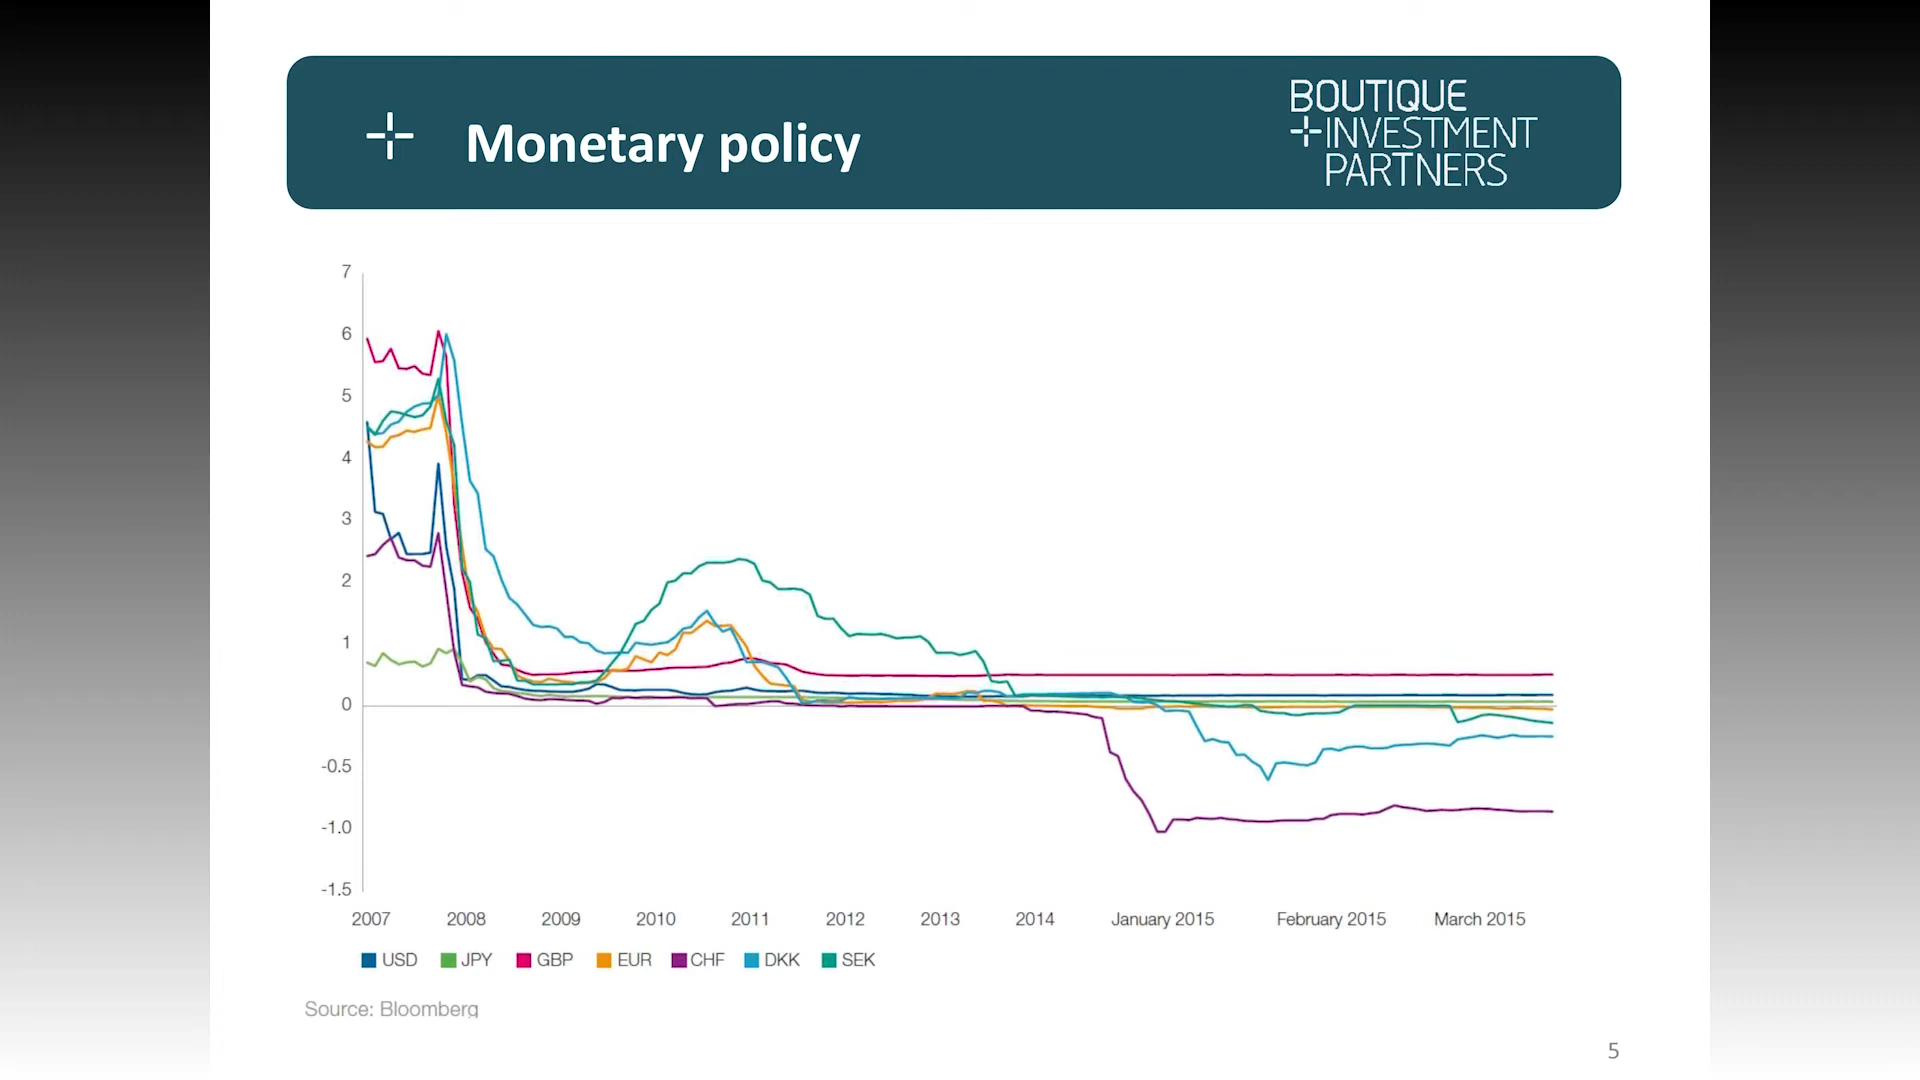 Monetary policy
BOUTIQUE
INVESTMENT
PARTNERS
7
6
5
4
3
2
1
0
-0.5
-1.0
-1.5
2007 2008 2009 2010 2011 2012 2013 2014 January 2015 February 2015 March 2015
USD JPY GBP EUR CHF DKK SEK
Source: Bloomberg
5